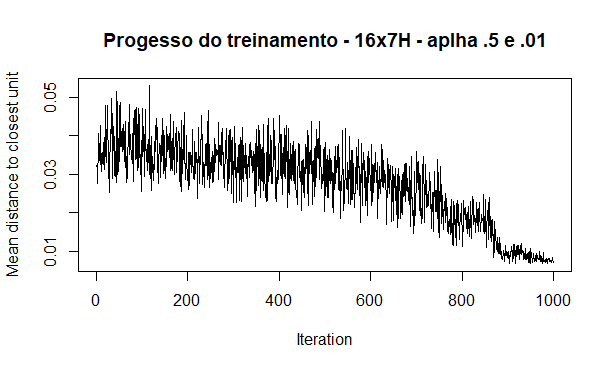 Progesso do treinamento - 16x7H - aplha .5 e .01
Mean distance to closest unit
0.05
0.03
0.01
0 200 400 600 800 1000
Iteration